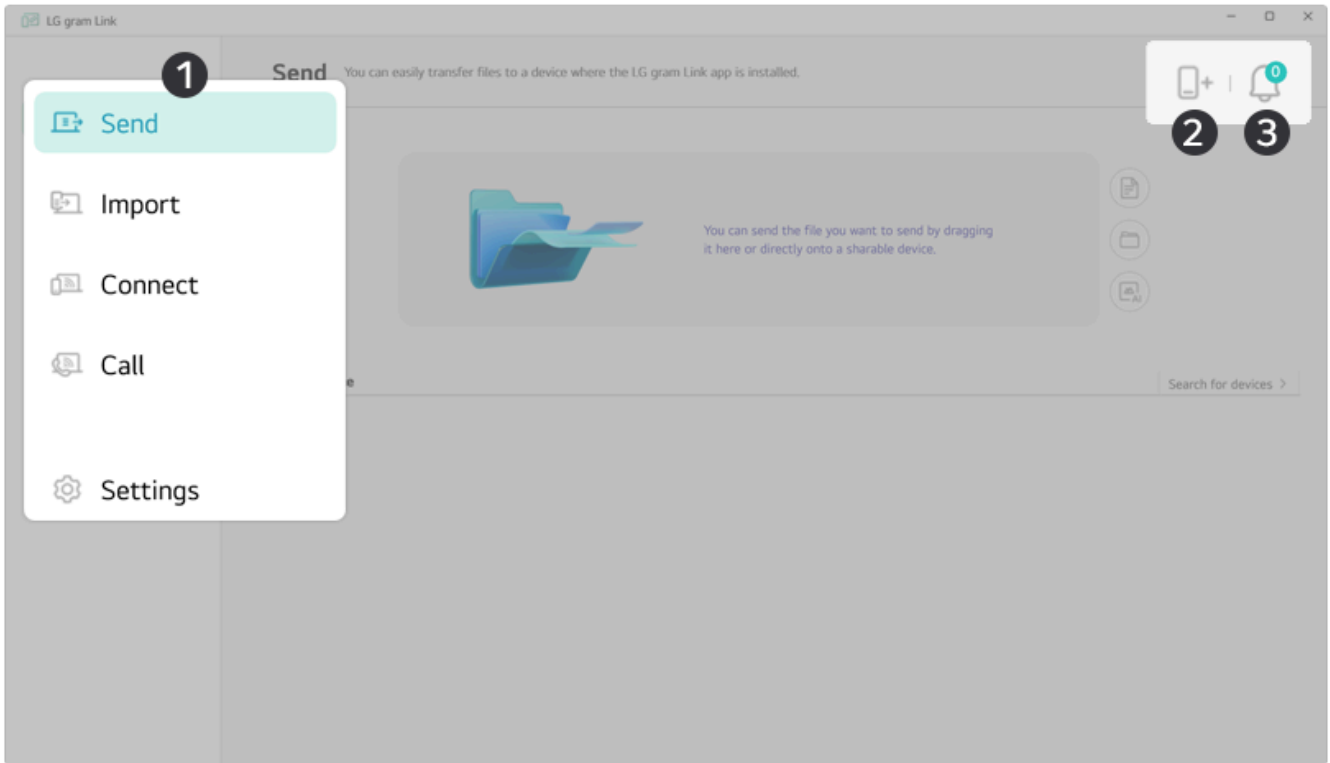 LG gram Link
1
Send You can easily transfer files to a device where the LG gram Link app is installed.
0
2 3
Send
Import
Connect
Call
Settings
You can send the file you want to send by dragging
it here or directly onto a sharable device.
AI
e
Search for devices >